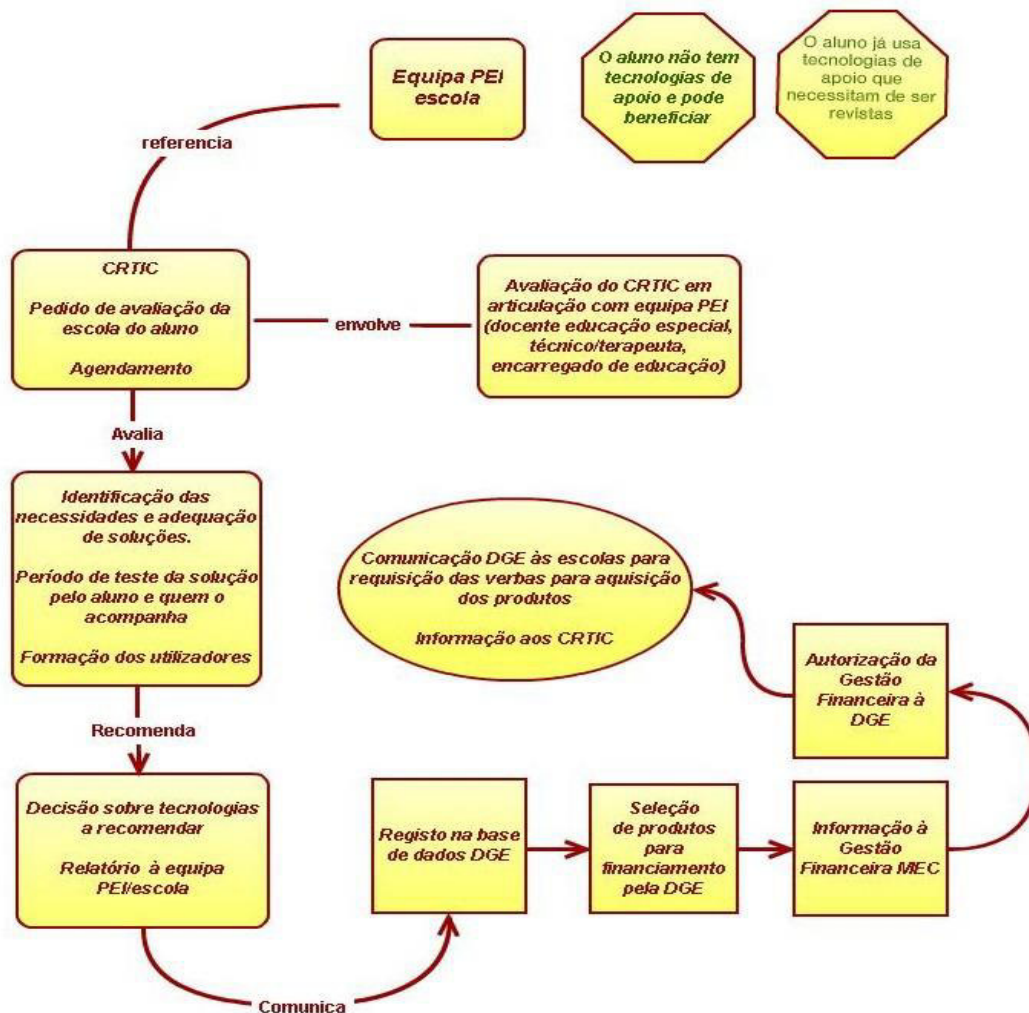 Equipa PEI
escola
O aluno não tem
tecnologias de
apoio e pode
beneficiar
O aluno já usa
tecnologias de
apoio que
necessitam de ser
revistas
referencia
CRTIC
Pedido de avaliação da
escola do aluno
Agendamento
envolve
Avaliação do CRTIC em
articulação com equipa PEI
(docente educação especial,
técnico/terapeuta,
encarregado de educação)
Avalia
Identificação das
necessidades e adequação
de soluções.
Período de teste da solução
pelo aluno e quem o
acompanha
Formação dos utilizadores
Comunicação DGE às escolas para
requisição das verbas para aquisição
dos produtos
Informação aos CRTIC
Autorização da
Gestão
Financeira à
DGE
Recomenda
Decisão sobre tecnologias
a recomendar
Relatório à equipa
PEI/escola
Registo na base
de dados DGE
Seleção
de produtos
para
financiamento
pela DGE
Informação à
Gestão
Financeira MEC
Comunica